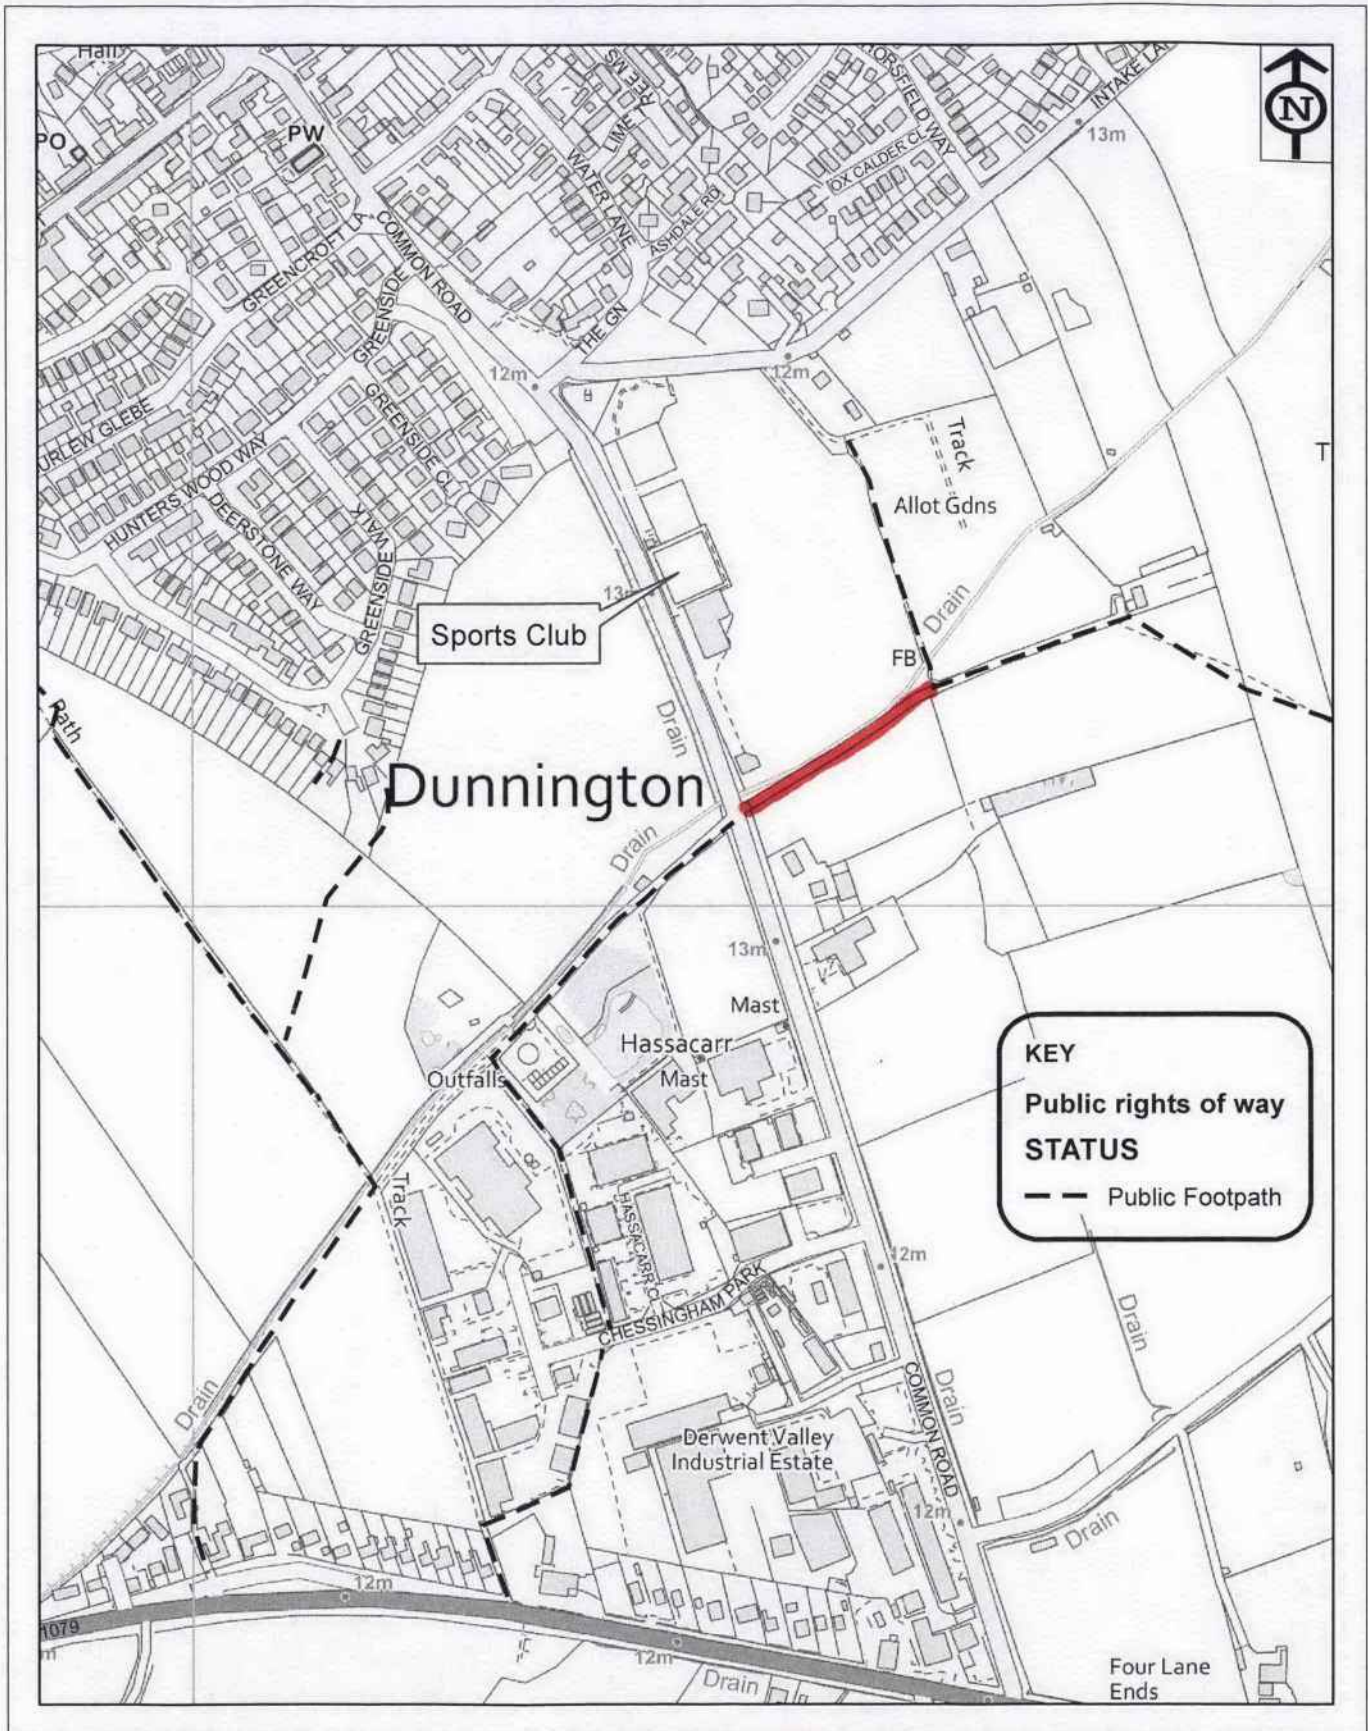 Hall
PO
PW
LIME
WATER LANE
ASHDALE RD
HORSFIELD WAY
OX CALDER CL
INTAKE LA
N
13m
GREENCROFT LA
COMMON ROAD
GREENSIDE
THE GN
12m
12m
URLEW GLEBE
HUNTERS WOOD WAY
GREENSIDE CL
DEERSTONE WAY
WALK
GREENSIDE
Track
T
Allot Gdns
Sports Club
Drain
FB
Path
Drain
Dunnington
Drain
13m
Mast
Hassacarr
Mast
Outfalls
KEY
Public rights of way
STATUS
Public Footpath
Track
HASSACARR C
12m
CHESSINGHAM PARK
Drain
Drain
COMMON ROAD
Drain
Derwent Valley
Industrial Estate
12m
Drain
12m
1079
m
12m
Drain
Four Lane
Ends